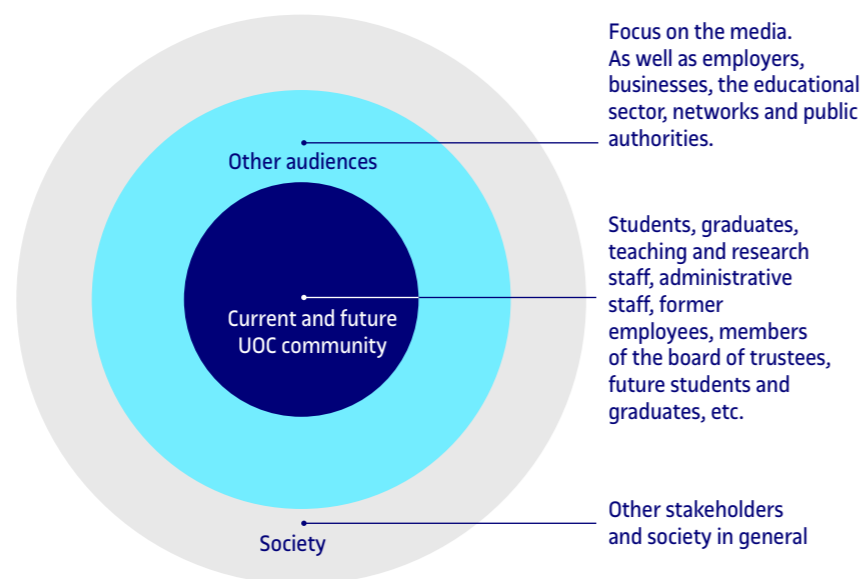 Focus on the media.
As well as employers,
businesses, the educational
sector, networks and public
authorities.
Other audiences
Students, graduates,
teaching and research
staff, administrative
staff, former
employees, members
of the board of trustees,
future students and
graduates, etc.
Current and future
UOC community
Other stakeholders
and society in general
Society